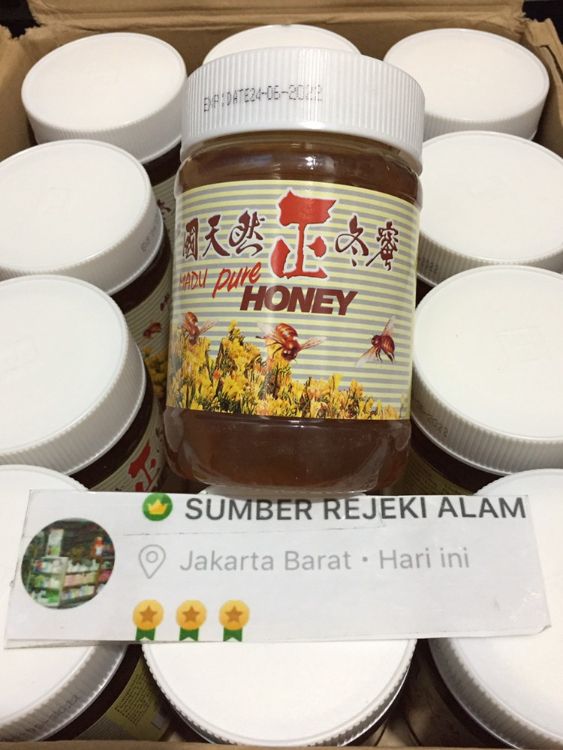 EXP:DATE24-06-2022
國天然正冬蜜
MADU pure
HONEY
SUMBER REJEKI ALAM
Jakarta Barat • Hari ini